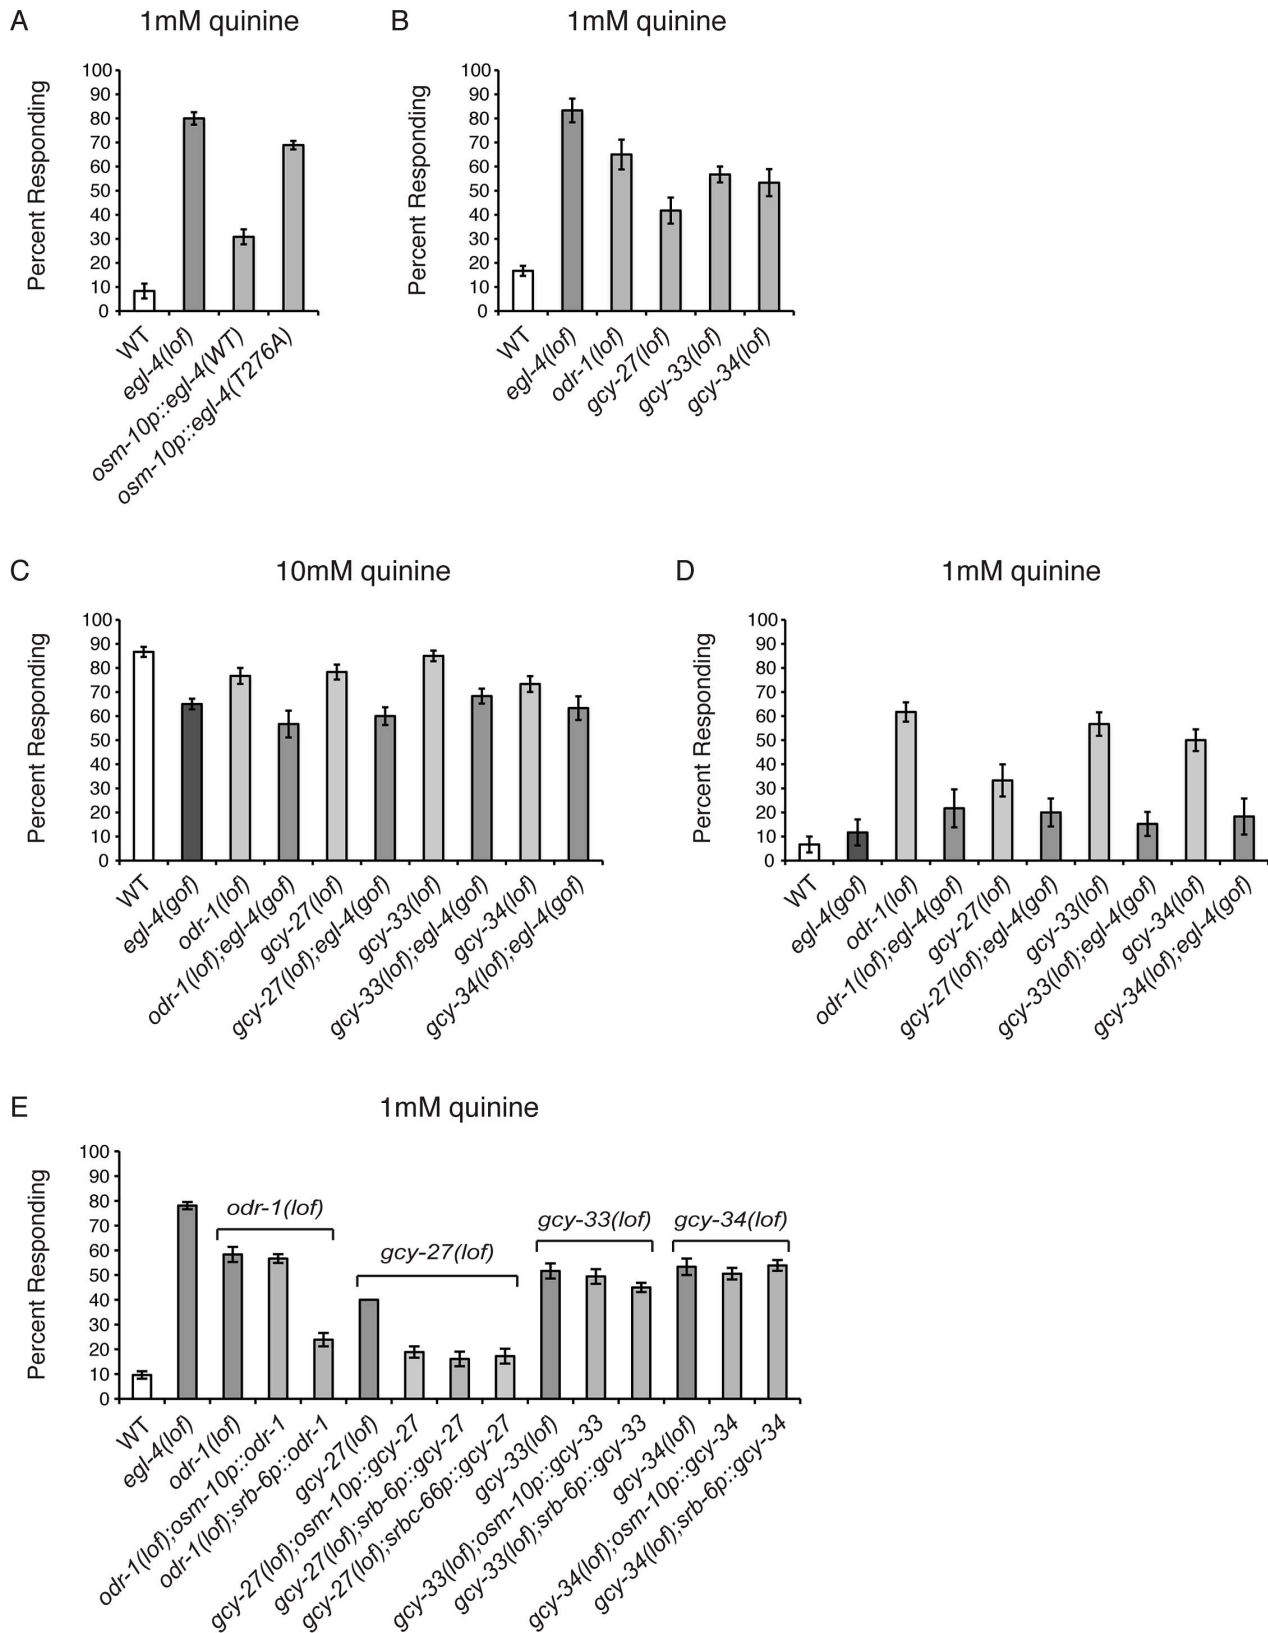 A
1mM quinine
Percent Responding
100
90
80
70
60
50
40
30
20
10
0
WT
egl-4(lof)
osm-10p::egl-4(WT)
osm-10p::egl-4(T276A)
B
1mM quinine
Percent Responding
100
90
80
70
60
50
40
30
20
10
0
WT
egl-4(lof)
odr-1(lof)
gcy-27(lof)
gcy-33(lof)
gcy-34(lof)
C
10mM quinine
Percent Responding
100
90
80
70
60
50
40
30
20
10
0
WT
egl-4(gof)
odr-1(lof)
odr-1(lof);egl-4(gof)
gcy-27(lof)
gcy-27(lof);egl-4(gof)
gcy-33(lof)
gcy-33(lof);egl-4(gof)
gcy-34(lof)
gcy-34(lof);egl-4(gof)
D
1mM quinine
Percent Responding
100
90
80
70
60
50
40
30
20
10
0
WT
egl-4(gof)
odr-1(lof)
odr-1(lof);egl-4(gof)
gcy-27(lof)
gcy-27(lof);egl-4(gof)
gcy-33(lof)
gcy-33(lof);egl-4(gof)
gcy-34(lof)
gcy-34(lof);egl-4(gof)
E
1mM quinine
Percent Responding
100
90
80
70
60
50
40
30
20
10
0
odr-1(lof)
gcy-27(lof)
gcy-33(lof)
gcy-34(lof)
WT
egl-4(lof)
odr-1(lof)
odr-1(lof);osm-10p::odr-1
odr-1(lof);srb-6p::odr-1
gcy-27(lof)
gcy-27(lof);osm-10p::gcy-27
gcy-27(lof);srb-6p::gcy-27
gcy-27(lof);srbc-66p::gcy-27
gcy-33(lof)
gcy-33(lof);osm-10p::gcy-33
gcy-33(lof);srb-6p::gcy-33
gcy-34(lof)
gcy-34(lof);osm-10p::gcy-34
gcy-34(lof);srb-6p::gcy-34